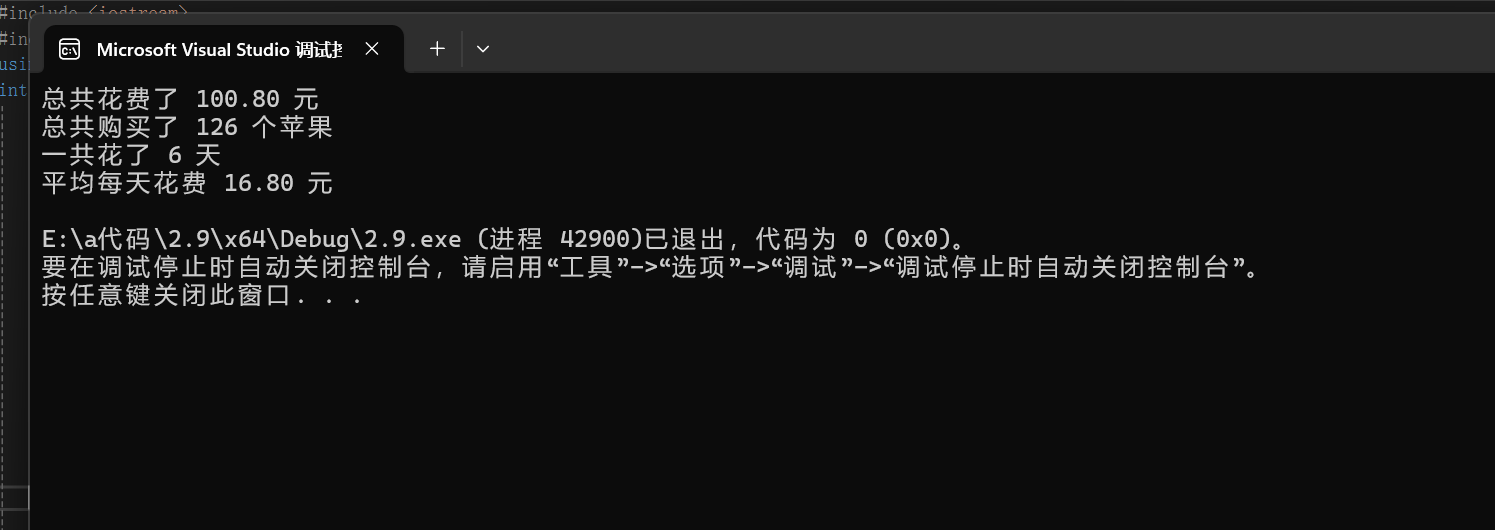 #include <iostream>
#inc
usin
int
Microsoft Visual Studio 调试
总共花费了 100.80 元
总共购买了 126 个苹果
一共花了 6 天
平均每天花费 16.80 元
E:\a代码\2.9\x64\Debug\2.9.exe (进程 42900)已退出，代码为 0 (0x0)。
要在调试停止时自动关闭控制台，请启用“工具”->“选项”->“调试”->“调试停止时自动关闭控制台”。
按任意键关闭此窗口. . .